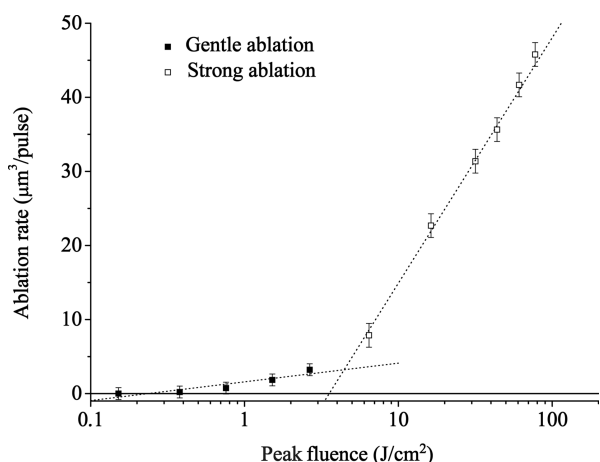 50
40
30
20
10
0
Ablation rate (μm³/pulse)
■ Gentle ablation
□ Strong ablation
0.1 1 10 100
Peak fluence (J/cm²)